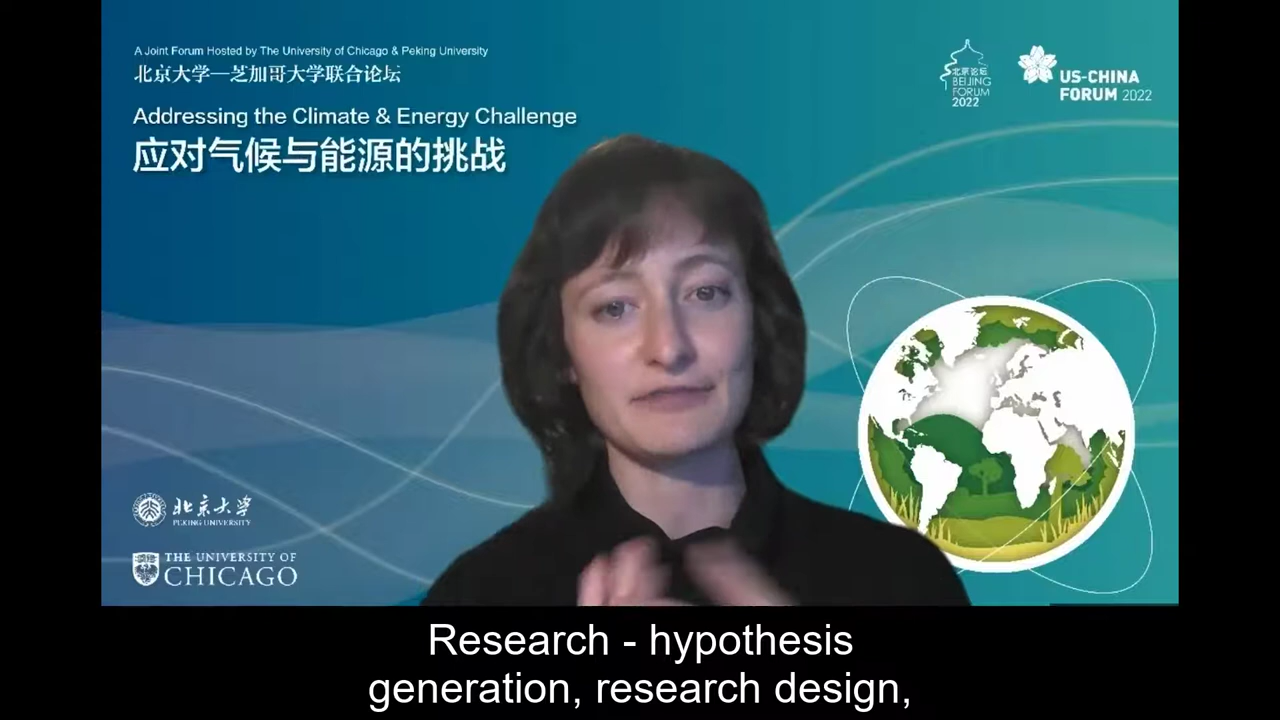 A Joint Forum Hosted by The University of Chicago & Peking University
北京大学—芝加哥大学联合论坛
Addressing the Climate & Energy Challenge
应对气候与能源的挑战
北京论坛
BEIJING
FORUM
2022
US-CHINA
FORUM 2022
北京大学
PEKING UNIVERSITY
THE UNIVERSITY OF
CHICAGO
Research - hypothesis
generation, research design,